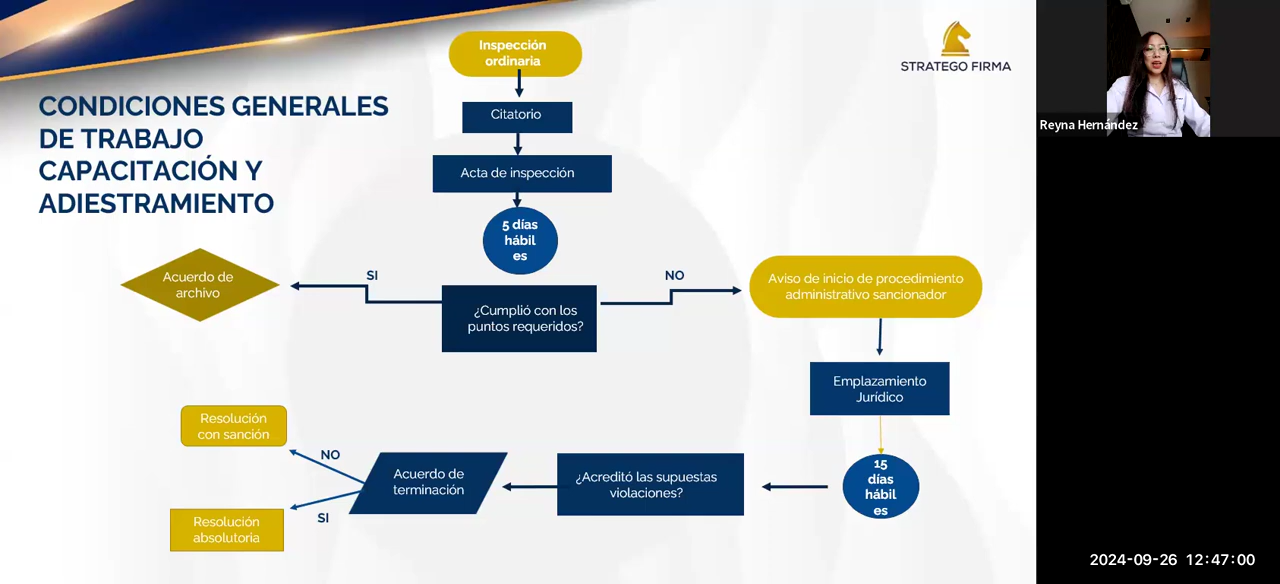 Inspección
ordinaria
STRATEGO FIRMA
Reyna Hernández
CONDICIONES GENERALES
DE TRABAJO
CAPACITACIÓN Y
ADIESTRAMIENTO
Citatorio
Acta de inspección
5 días
hábil
es
Acuerdo de
archivo
SI
NO
¿Cumplió con los
puntos requeridos?
Aviso de inicio de procedimiento
administrativo sancionador
Emplazamiento
Jurídico
15
días
hábil
es
¿Acreditó las supuestas
violaciones?
Acuerdo de
terminación
NO
Resolución
con sanción
SI
Resolución
absolutoria
2024-09-26 12:47:00